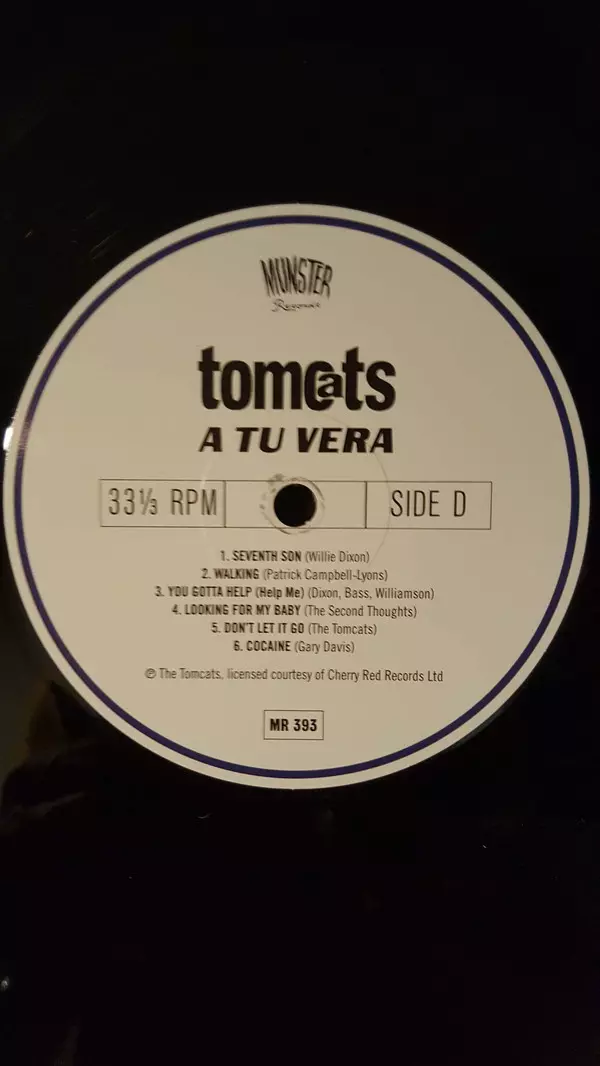 MUNSTER
Records
tomcats
A TU VERA
33⅓ RPM
SIDE D
1. SEVENTH SON (Willie Dixon)
2. WALKING (Patrick Campbell-Lyons)
3. YOU GOTTA HELP (Help Me) (Dixon, Bass, Williamson)
4. LOOKING FOR MY BABY (The Second Thoughts)
5. DON'T LET IT GO (The Tomcats)
6. COCAINE (Gary Davis)
℗ The Tomcats, licensed courtesy of Cherry Red Records Ltd
MR 393